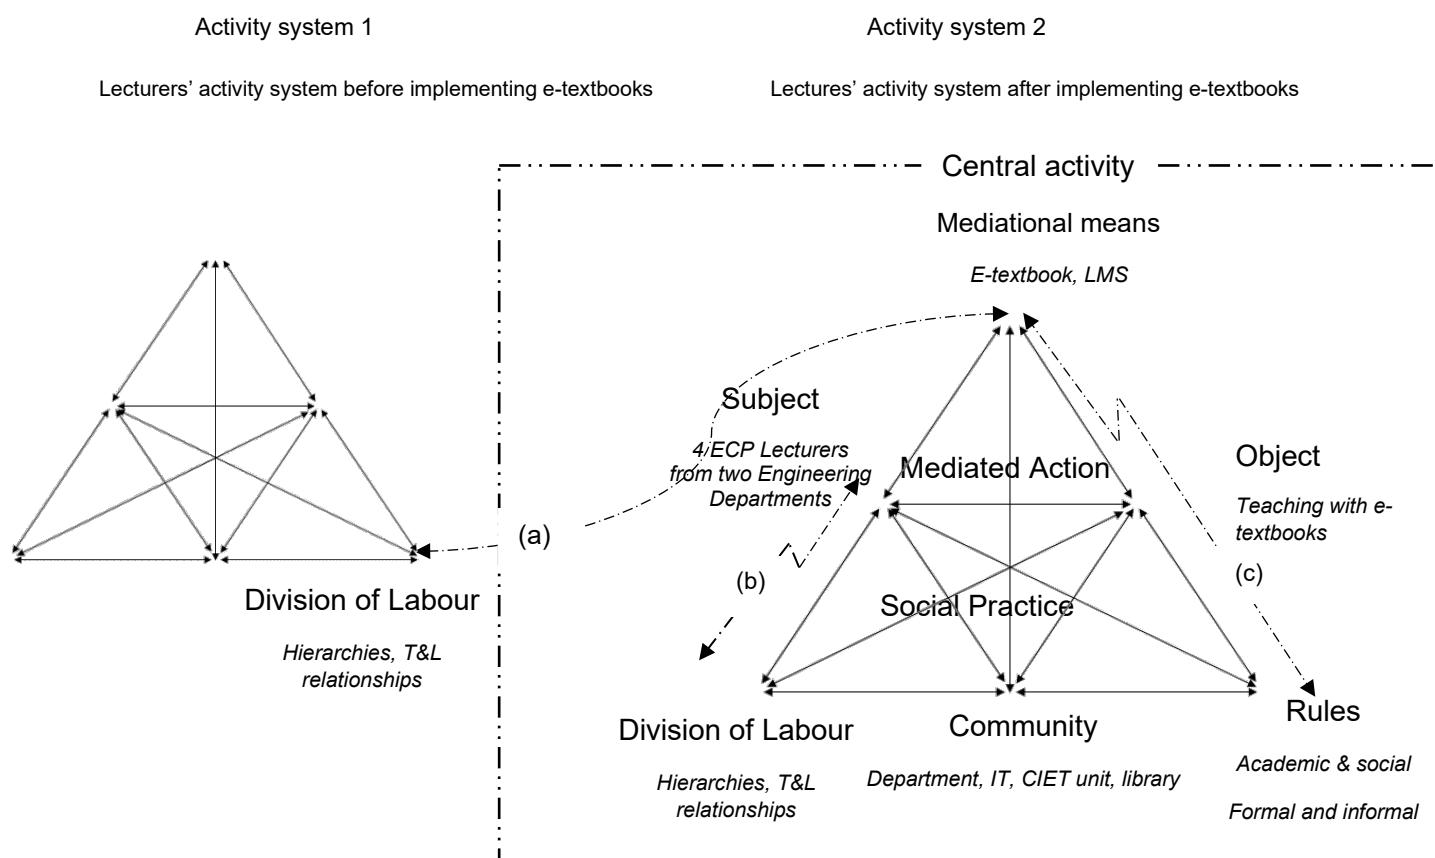 Activity system 1
Activity system 2
Lecturers’ activity system before implementing e-textbooks
Lectures’ activity system after implementing e-textbooks
Central activity
Mediational means
E-textbook, LMS
Subject
4 ECP Lecturers
from two Engineering
Departments
Mediated Action
Object
Teaching with e-
textbooks
(a)
(b)
(c)
Social Practice
Division of Labour
Hierarchies, T&L
relationships
Division of Labour
Hierarchies, T&L
relationships
Community
Department, IT, CIET unit, library
Rules
Academic & social
Formal and informal